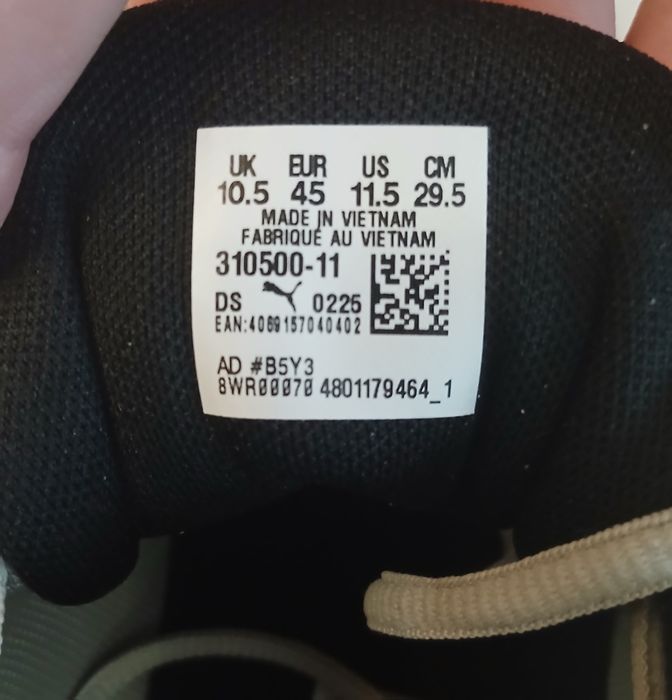 UK EUR US CM
10.5 45 11.5 29.5
MADE IN VIETNAM
FABRIQUÉ AU VIETNAM
310500-11
DS 0225
EAN:4069157040402
AD #B5Y3
8WR00070 4801179464_1